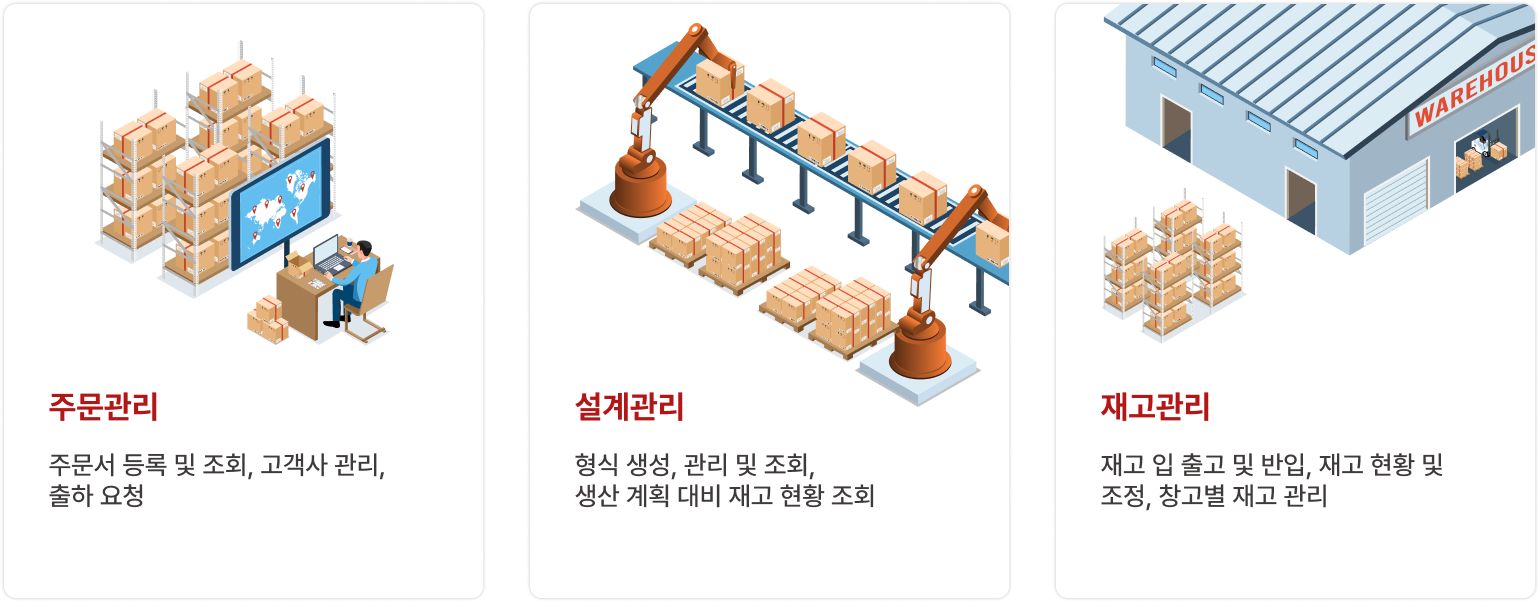 WAREHOUS
주문관리
주문서 등록 및 조회, 고객사 관리,
출하 요청
설계관리
형식 생성, 관리 및 조회,
생산 계획 대비 재고 현황 조회
재고관리
재고 입 출고 및 반입, 재고 현황 및
조정, 창고별 재고 관리